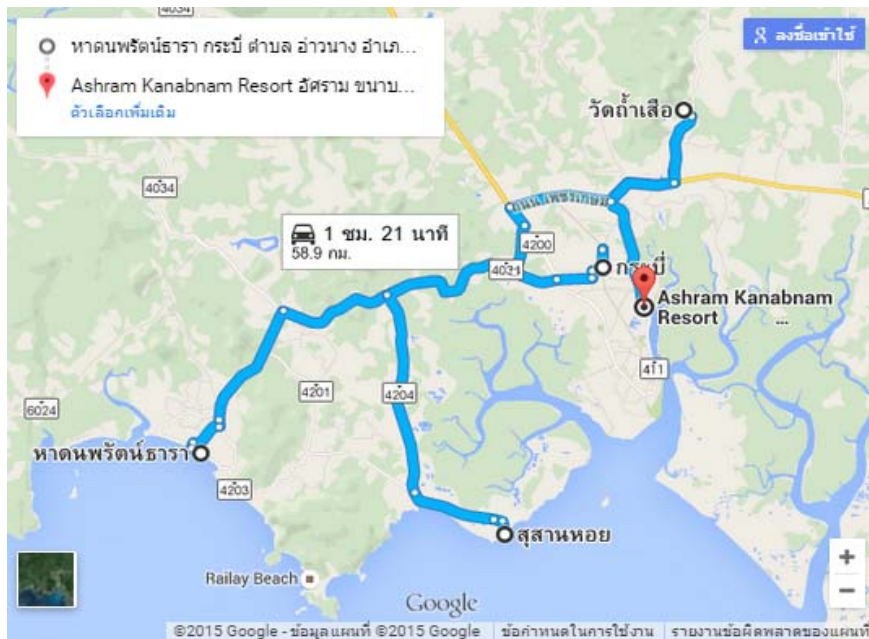 หาดนพรัตน์ธารา กระบี่ ตำบล อ่าวนาง อำเภ...
Ashram Kanabnam Resort อัศราม ขนาบ...
ตัวเลือกเพิ่มเติม
ลงชื่อเข้าใช้
4034
4034
วัดถ้ำเสือ
ถนน เพชรเกษม
1 ชม. 21 นาที
58.9 กม.
4200
4034
กระบี่
Ashram Kanabnam
Resort
...
411
4201
4204
6024
หาดนพรัตน์ธารา
4203
สุสานหอย
Railay Beach
Google
©2015 Google - ข้อมูลแผนที่ ©2015 Google
ข้อกำหนดในการใช้งาน
รายงานข้อผิดพลาดของแผนที่
+
−